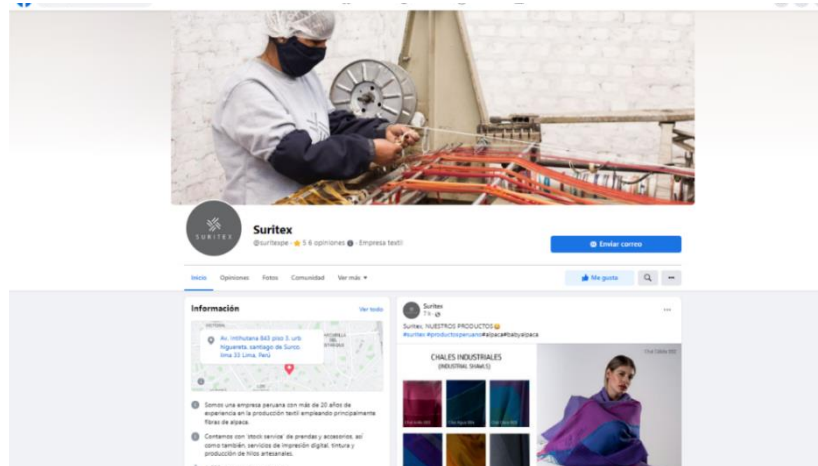 SURITEX
Suritex
@suritexpe · 5 6 opiniones · Empresa textil
Enviar correo
Inicio
Opiniones
Fotos
Comunidad
Ver más
Me gusta
Información
Ver todo
Av. Intihutana 843 piso 3. urb
higuereta, santiago de Surco.
lima 33 Lima, Perú
Somos una empresa peruana con más de 20 años de
experiencia en la producción textil empleando principalmente
fibras de alpaca.
Contamos con 'stock service' de prendas y accesorios, así
como también, servicios de impresión digital, tintura y
producción de hilos artesanales.
Suritex
Suritex: NUESTROS PRODUCTOS
#suritex #productosperuano#alpaca#babyalpaca
CHALES INDUSTRIALES
(INDUSTRIAL SHAWLS)